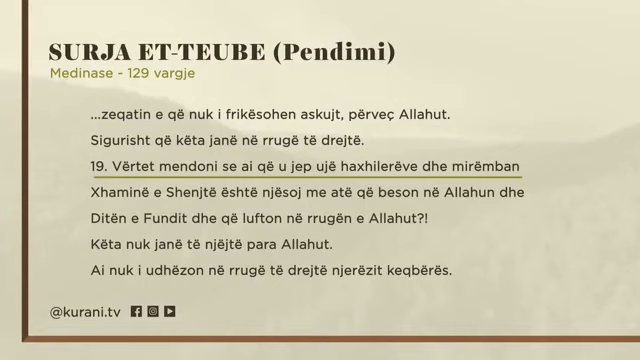 SURJA ET-TEUBE (Pendimi)
Medinase - 129 vargje
...zeqatin e që nuk i frikësohen askujt, përveç Allahut.
Sigurisht që këta janë në rrugë të drejtë.
19. Vërtet mendoni se ai që u jep ujë haxhilerëve dhe mirëmban
Xhaminë e Shenjtë është njësoj me atë që beson në Allahun dhe
Ditën e Fundit dhe që lufton në rrugën e Allahut?!
Këta nuk janë të njëjtë para Allahut.
Ai nuk i udhëzon në rrugë të drejtë njerëzit keqbërës.
@kurani.tv